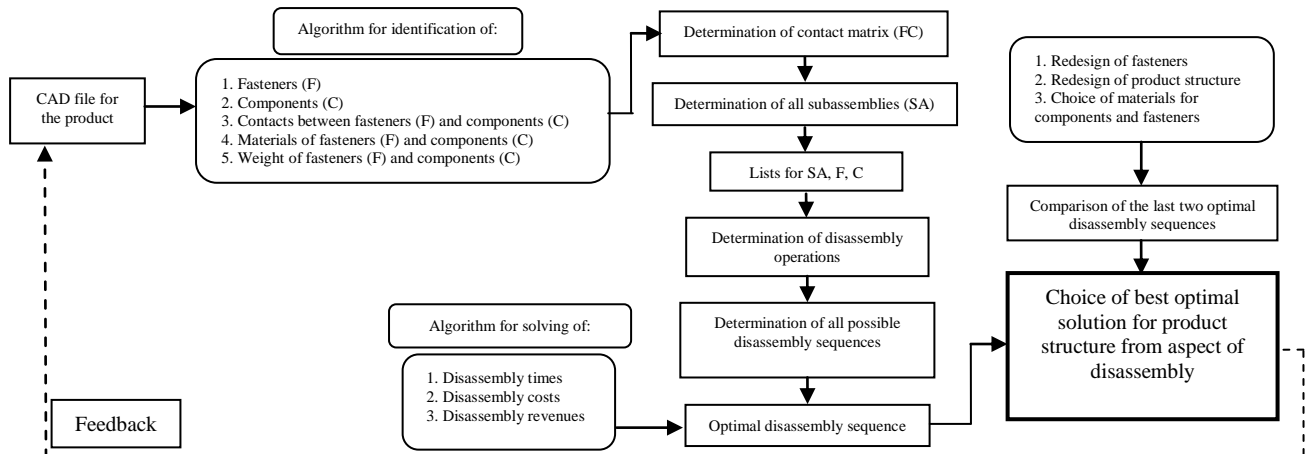 CAD file for
the product
Algorithm for identification of:
1. Fasteners (F)
2. Components (C)
3. Contacts between fasteners (F) and components (C)
4. Materials of fasteners (F) and components (C)
5. Weight of fasteners (F) and components (C)
Determination of contact matrix (FC)
Determination of all subassemblies (SA)
Lists for SA, F, C
Determination of disassembly
operations
Determination of all possible
disassembly sequences
Algorithm for solving of:
1. Disassembly times
2. Disassembly costs
3. Disassembly revenues
Optimal disassembly sequence
1. Redesign of fasteners
2. Redesign of product structure
3. Choice of materials for
components and fasteners
Comparison of the last two optimal
disassembly sequences
Choice of best optimal
solution for product
structure from aspect of
disassembly
Feedback